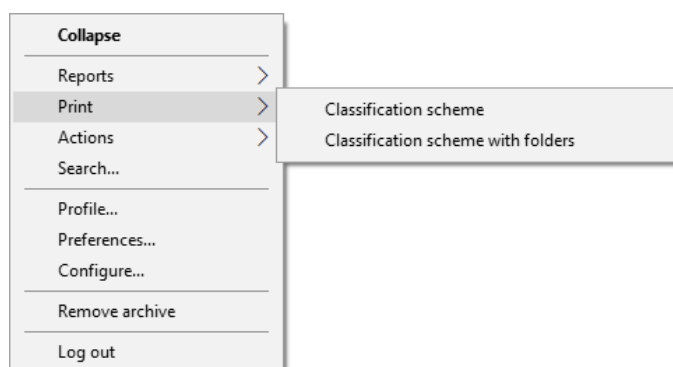 Collapse
Reports
Print
Classification scheme
Actions
Classification scheme with folders
Search...
Profile...
Preferences...
Configure...
Remove archive
Log out